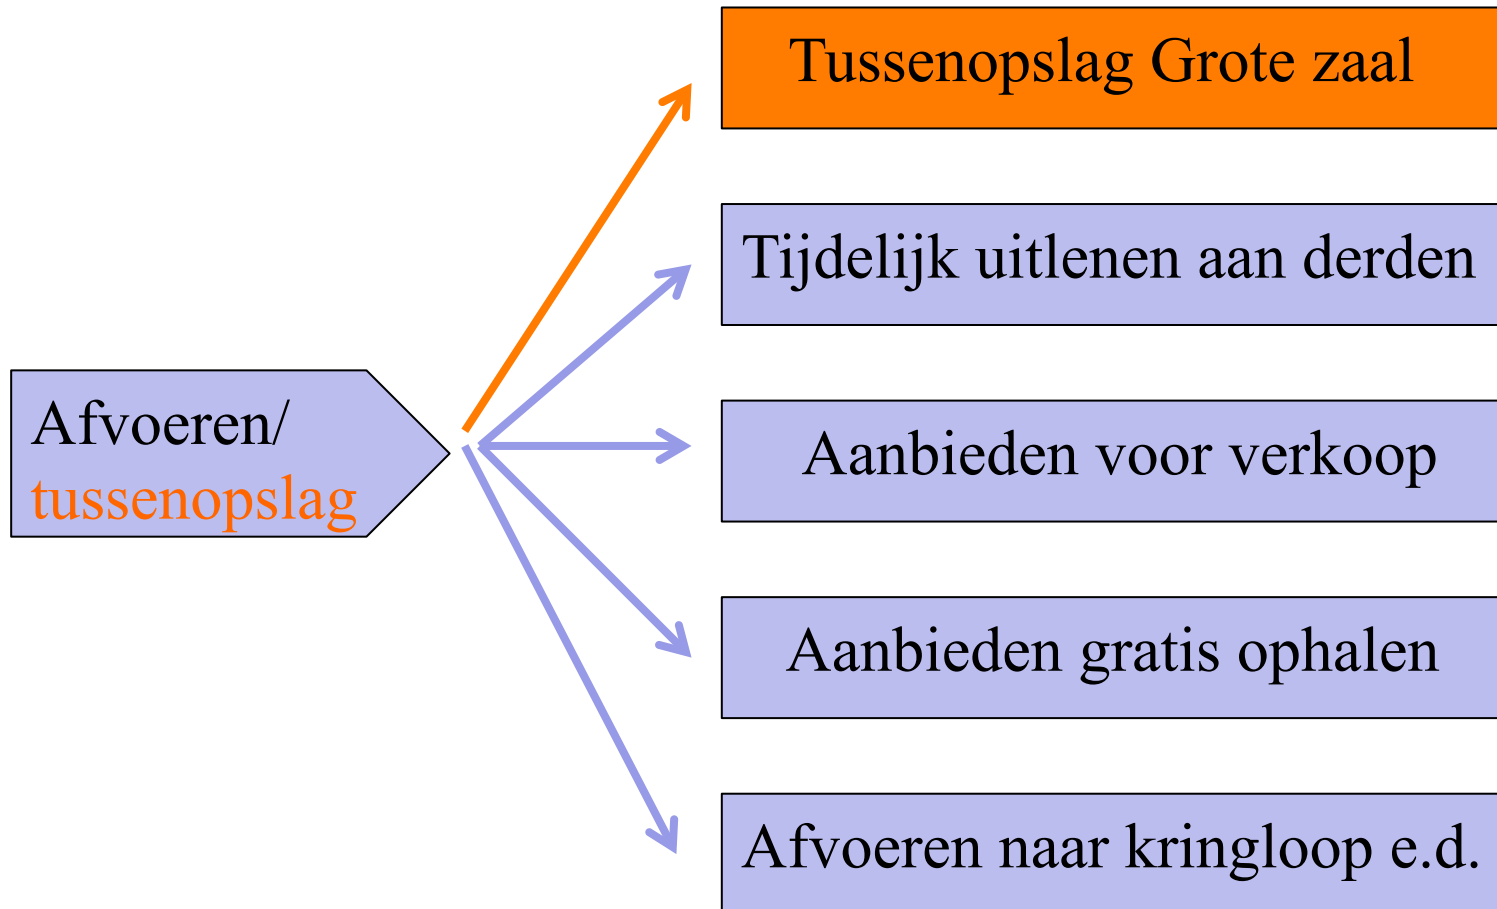 Tussenopslag Grote zaal
Tijdelijk uitlenen aan derden
Afvoeren/
tussenopslag
Aanbieden voor verkoop
Aanbieden gratis ophalen
Afvoeren naar kringloop e.d.